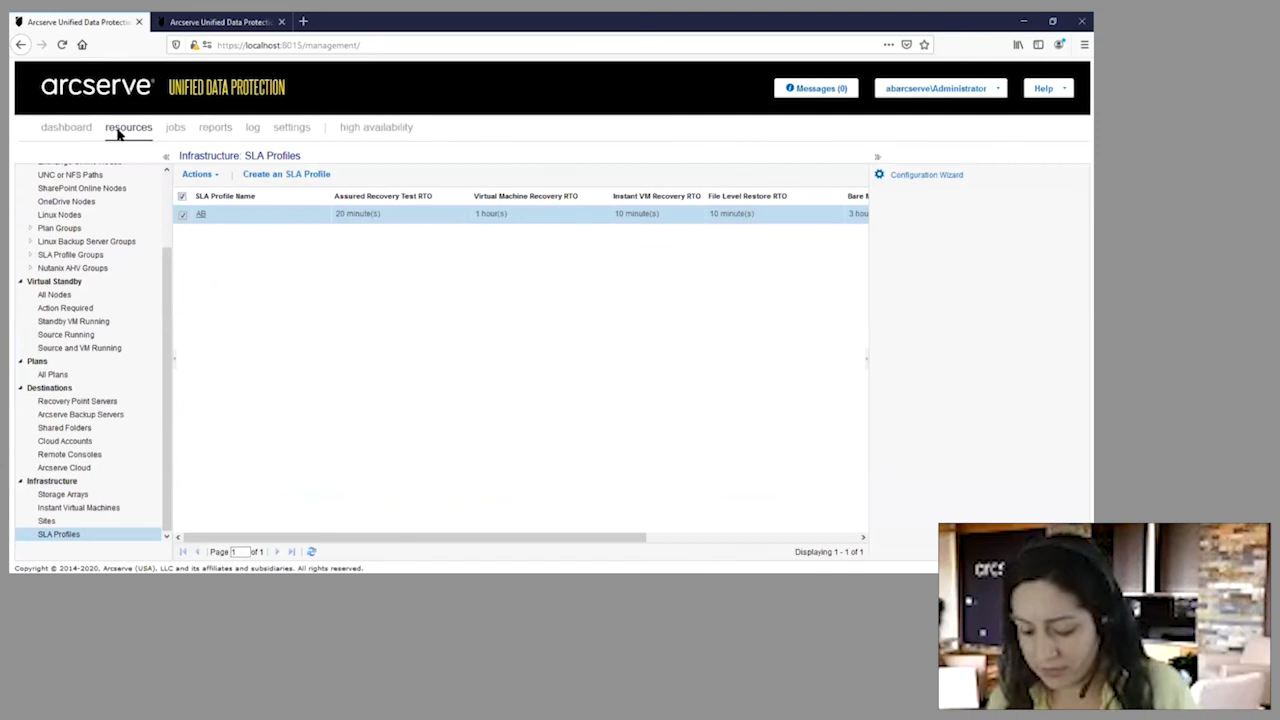 Arcserve Unified Data Protectio
Arcserve Unified Data Protectio
https://localhost:8015/management/
arcserve® UNIFIED DATA PROTECTION
Messages (0)
abarcserve\Administrator
Help
dashboard resources jobs reports log settings | high availability
Infrastructure: SLA Profiles
Actions
Create an SLA Profile
Configuration Wizard
SLA Profile Name
Assured Recovery Test RTO
Virtual Machine Recovery RTO
Instant VM Recovery RTO
File Level Restore RTO
Bare M
AB
20 minute(s)
1 hour(s)
10 minute(s)
10 minute(s)
3 hou
UNC or NFS Paths
SharePoint Online Nodes
OneDrive Nodes
Linux Nodes
Plan Groups
Linux Backup Server Groups
SLA Profile Groups
Nutanix AHV Groups
Virtual Standby
All Nodes
Action Required
Standby VM Running
Source Running
Source and VM Running
Plans
All Plans
Destinations
Recovery Point Servers
Arcserve Backup Servers
Shared Folders
Cloud Accounts
Remote Consoles
Arcserve Cloud
Infrastructure
Storage Arrays
Instant Virtual Machines
Sites
SLA Profiles
Page 1 of 1
Displaying 1 - 1 of 1
Copyright © 2014-2020, Arcserve (USA), LLC and its affiliates and subsidiaries. All rights reserved.
arcs